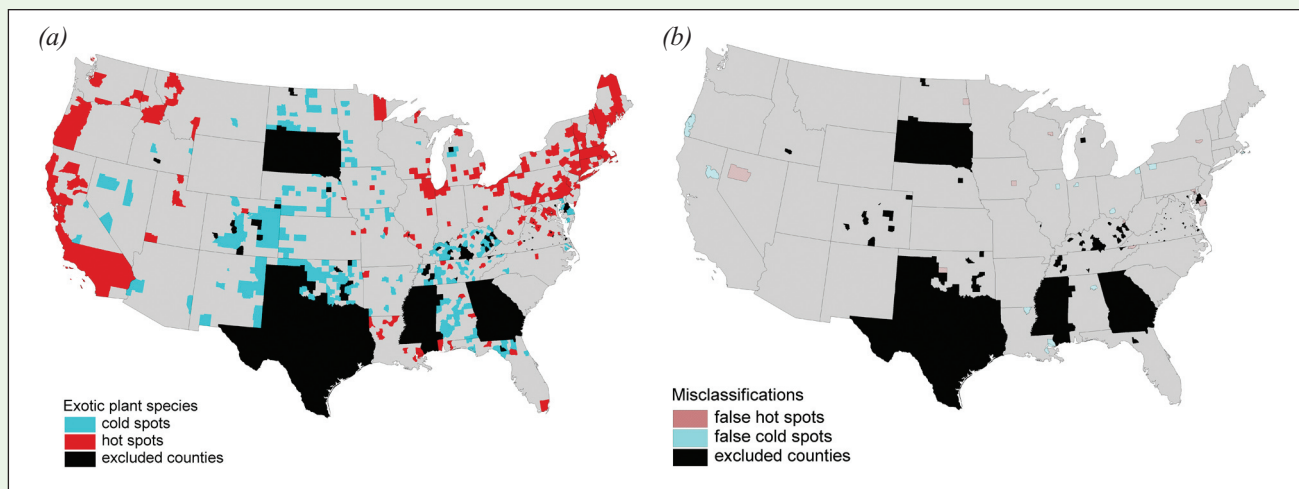 (a)
Exotic plant species
cold spots
hot spots
excluded counties
(b)
Misclassifications
false hot spots
false cold spots
excluded counties